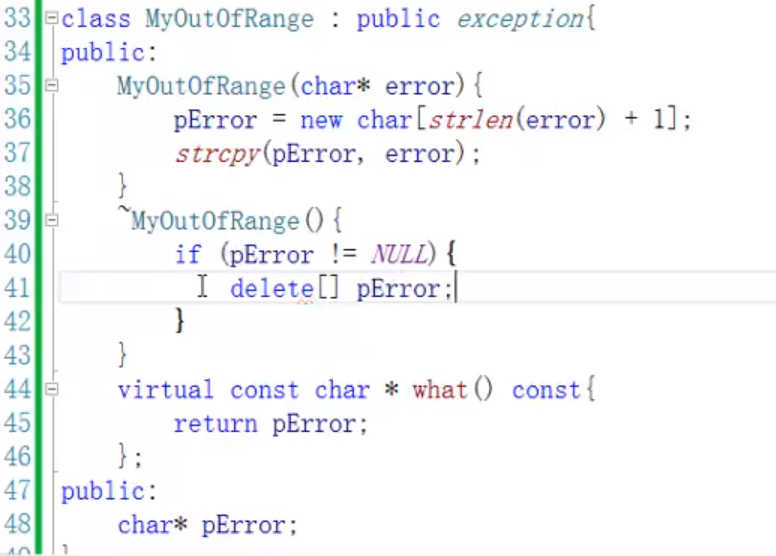 33 class MyOutOfRange : public exception{
34 public:
35 MyOutOfRange(char* error){
36 pError = new char[strlen(error) + 1];
37 strcpy(pError, error);
38 }
39 ~MyOutOfRange(){
40 if (pError != NULL){
41 delete[] pError;
42 }
43 }
44 virtual const char * what() const{
45 return pError;
46 };
47 public:
48 char* pError;